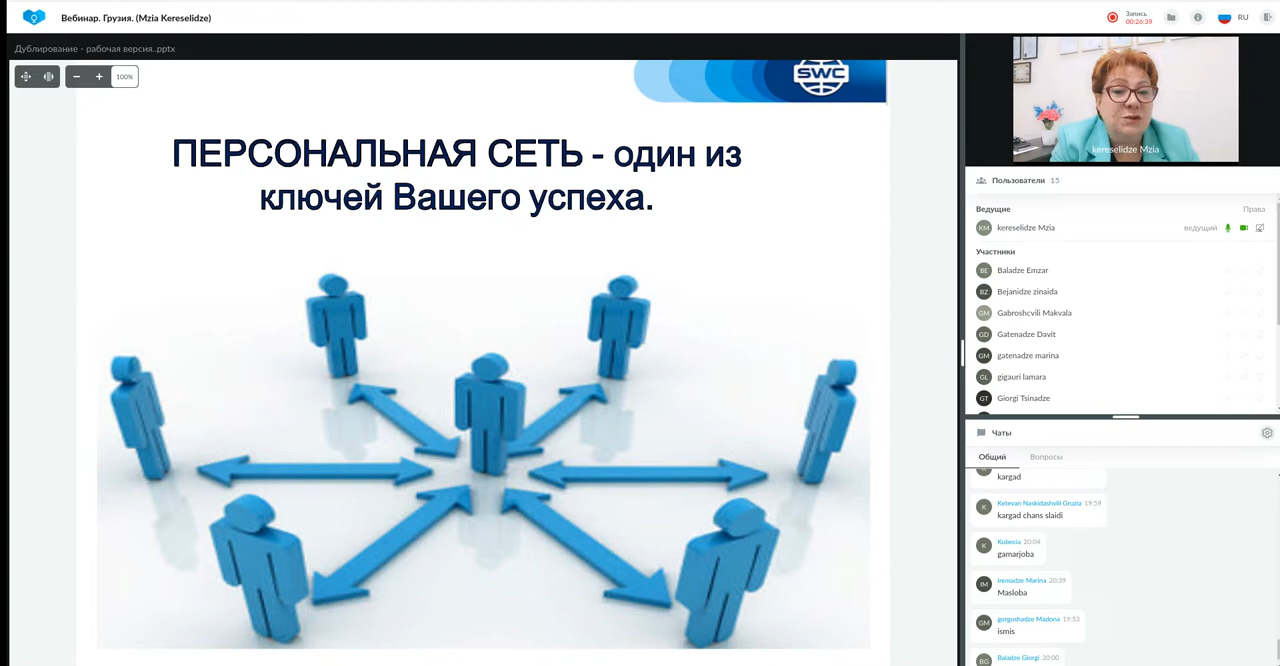 Вебинар. Грузия. (Mzia Kereselidze)
Запись
00:26:39
RU
Дублирование - рабочая версия..pptx
100%
SWC
ПЕРСОНАЛЬНАЯ СЕТЬ - один из
ключей Вашего успеха.
kereselidze Mzia
Пользователи 15
Ведущие Права
KM kereselidze Mzia ведущий
Участники
BE Baladze Emzar
BZ Bejanidze zinaida
GM Gabroshcvili Makvala
GD Gatenadze Davit
GM gatenadze marina
GL gigauri lamara
GT Giorgi Tsinadze
Чаты
Общий Вопросы
kargad
K Ketevan Naskidashvili Gruzia 19:59
kargad chans slaidi
K Kubecia 20:04
gamarjoba
IM Iremadze Marina 20:39
Masloba
GM gorgoshadze Madona 19:53
ismis
BG Baladze Giorgi 20:00